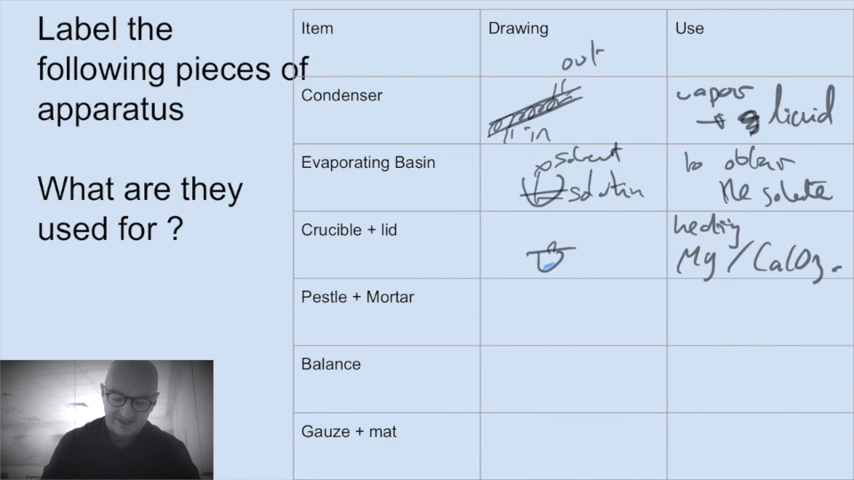 Label the
following pieces of
apparatus
What are they
used for ?
Item Drawing Use
out
Condenser in vapour → liquid
Evaporating Basin solvent solution to obtain
the solute
Crucible + lid heating
Mg / CaCO3.
Pestle + Mortar
Balance
Gauze + mat